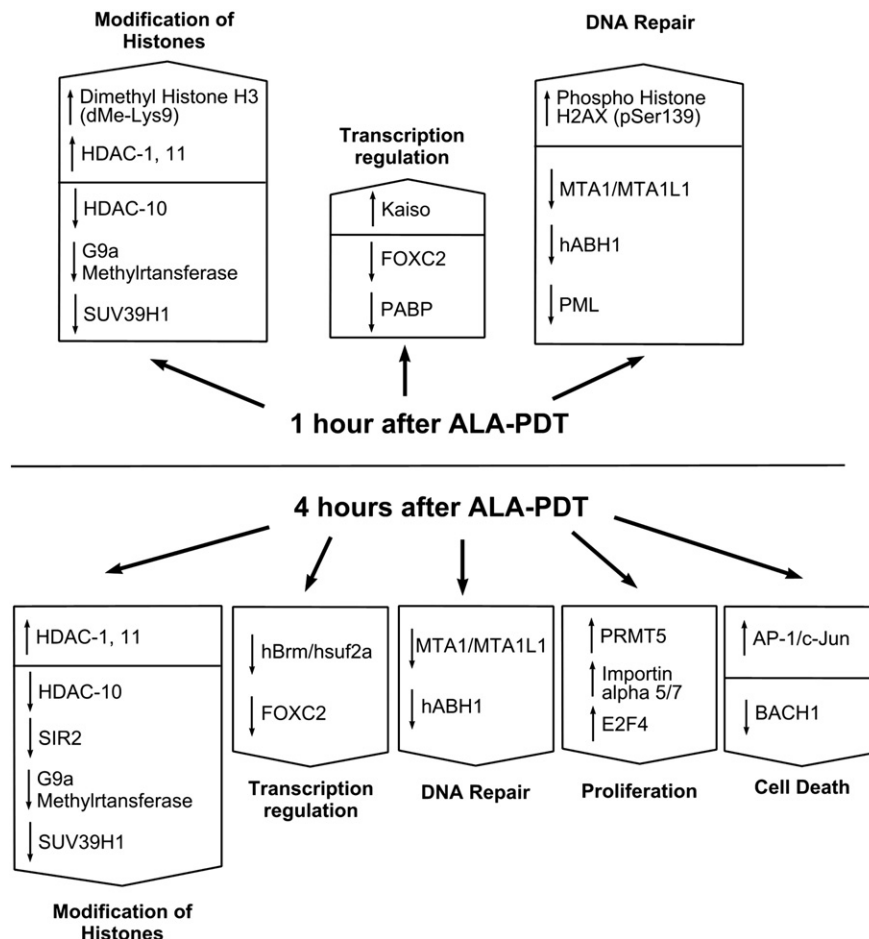 Modification of
Histones
Dimethyl Histone H3
(dMe-Lys9)
HDAC-1, 11
HDAC-10
G9a
Methylrtansferase
SUV39H1
Transcription
regulation
Kaiso
FOXC2
PABP
DNA Repair
Phospho Histone
H2AX (pSer139)
MTA1/MTA1L1
hABH1
PML
1 hour after ALA-PDT
4 hours after ALA-PDT
HDAC-1, 11
HDAC-10
SIR2
G9a
Methylrtansferase
SUV39H1
Modification of
Histones
hBrm/hsuf2a
FOXC2
Transcription
regulation
MTA1/MTA1L1
hABH1
DNA Repair
PRMT5
Importin
alpha 5/7
E2F4
Proliferation
AP-1/c-Jun
BACH1
Cell Death